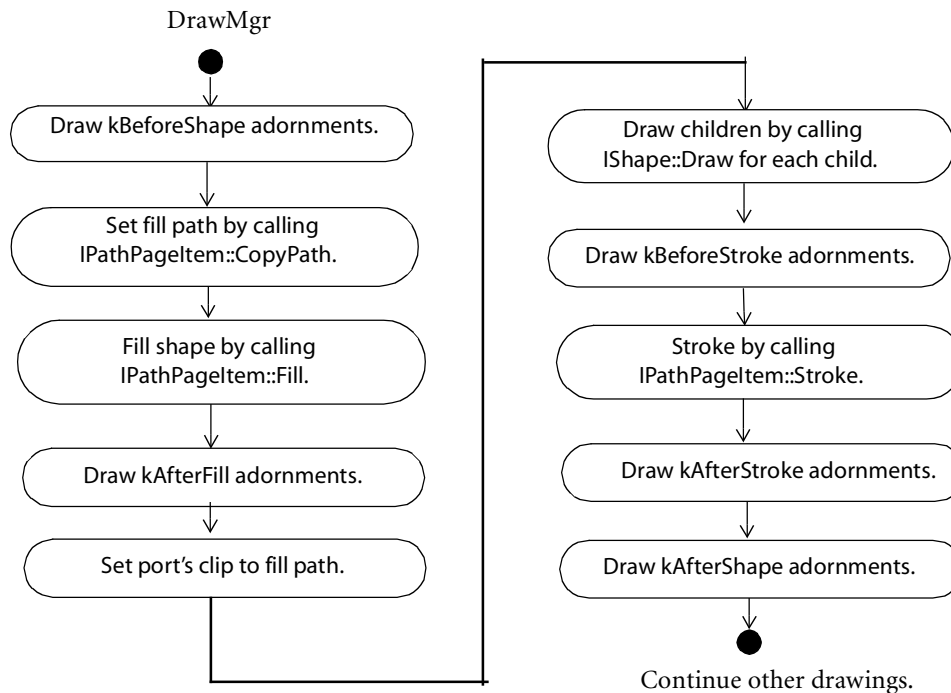 DrawMgr
Draw kBeforeShape adornments.
Set fill path by calling
IPathPageItem::CopyPath.
Fill shape by calling
IPathPageItem::Fill.
Draw kAfterFill adornments.
Set port’s clip to fill path.
Draw children by calling
IShape::Draw for each child.
Draw kBeforeStroke adornments.
Stroke by calling
IPathPageItem::Stroke.
Draw kAfterStroke adornments.
Draw kAfterShape adornments.
Continue other drawings.